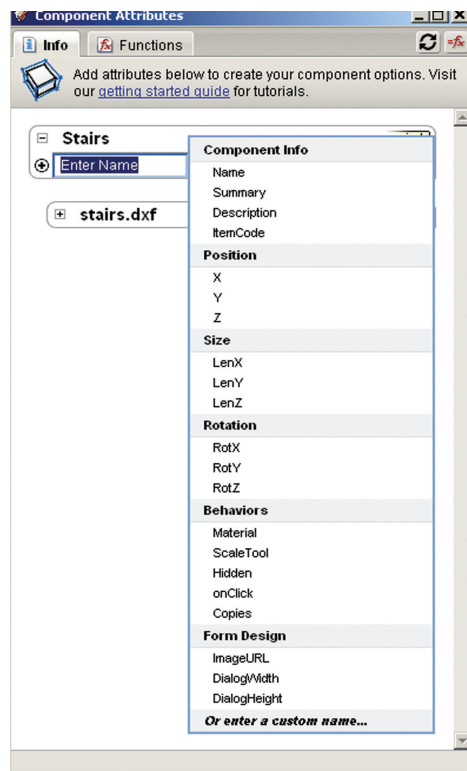 Component Attributes
Info
Functions
Add attributes below to create your component options. Visit
our getting started guide for tutorials.
Stairs
Enter Name
stairs.dxf
Component Info
Name
Summary
Description
ItemCode
Position
X
Y
Z
Size
LenX
LenY
LenZ
Rotation
RotX
RotY
RotZ
Behaviors
Material
ScaleTool
Hidden
onClick
Copies
Form Design
ImageURL
DialogWidth
DialogHeight
Or enter a custom name...